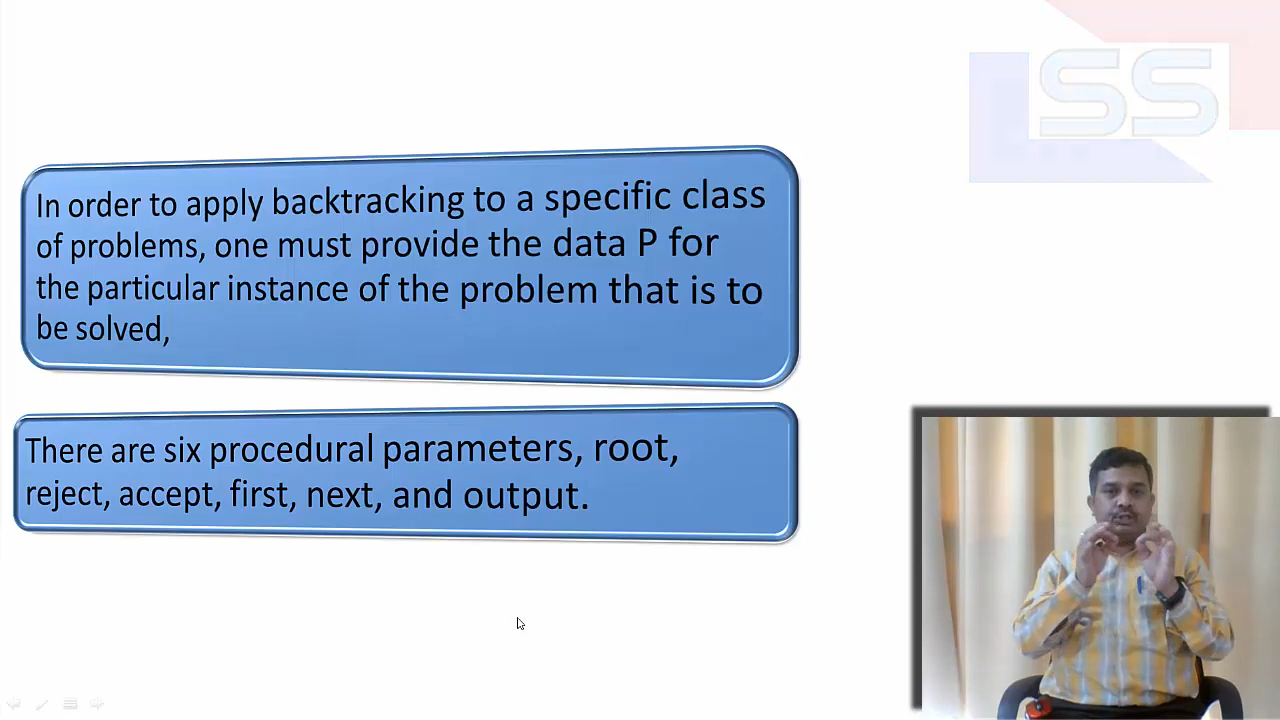 SS
In order to apply backtracking to a specific class
of problems, one must provide the data P for
the particular instance of the problem that is to
be solved,
There are six procedural parameters, root,
reject, accept, first, next, and output.